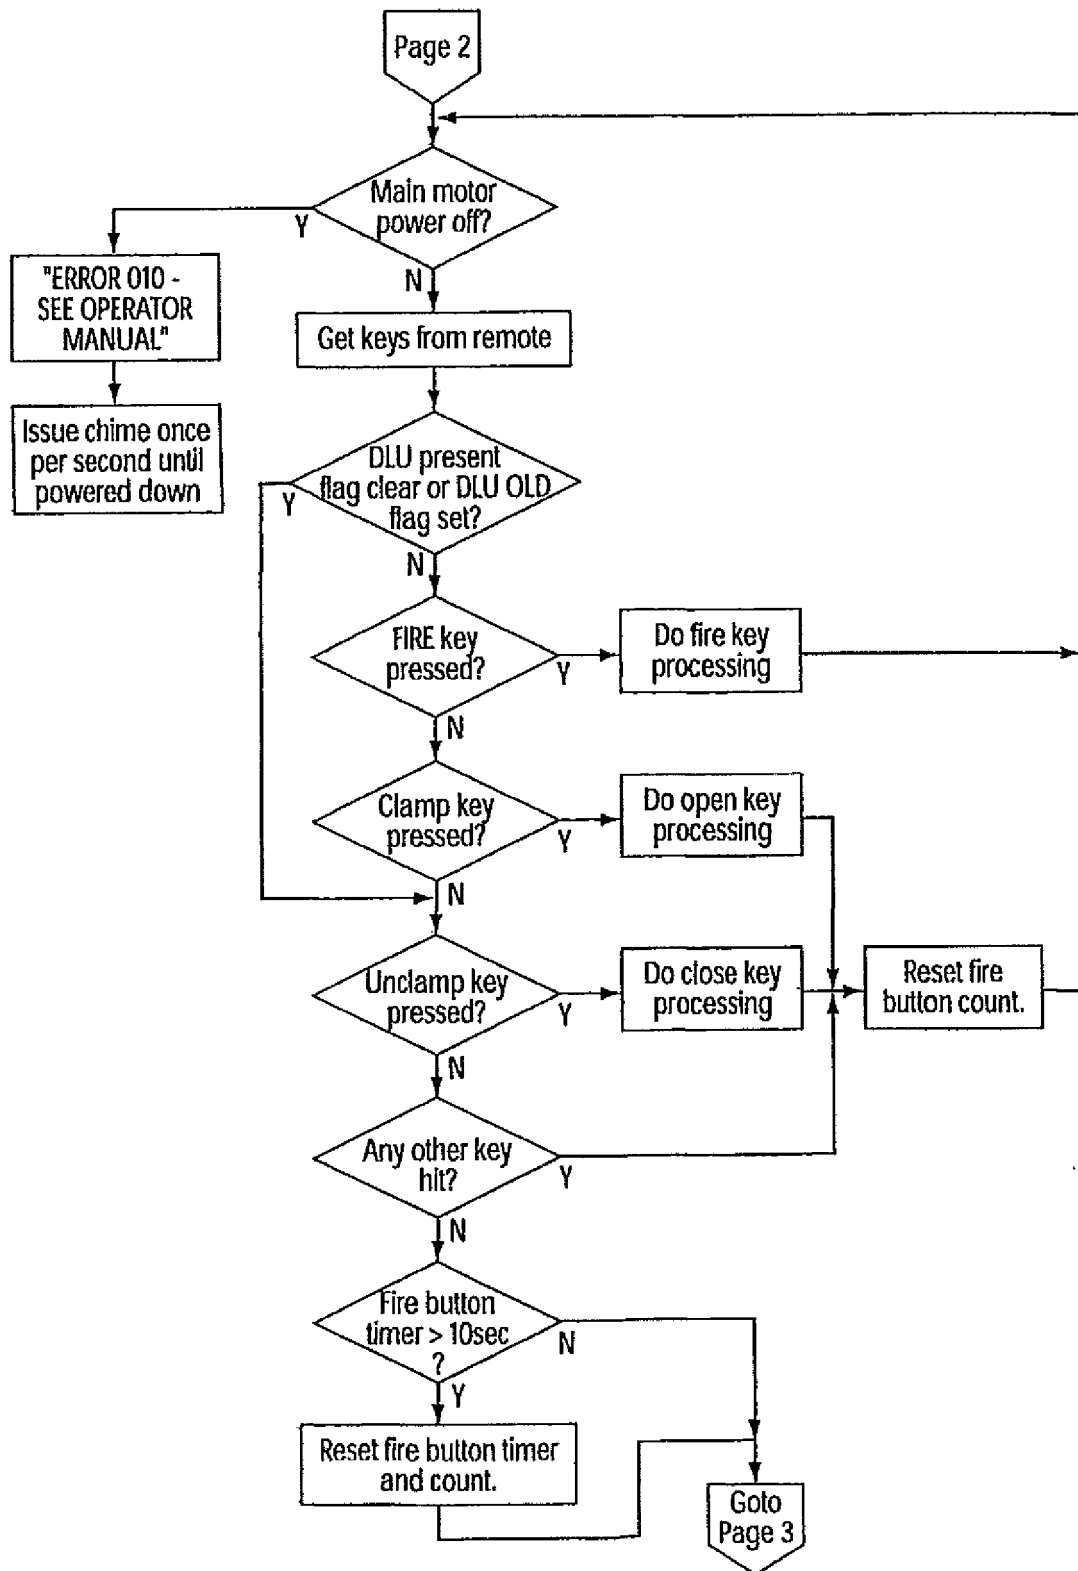 Page 2
Main motor
power off?
Y
N
"ERROR 010 -
SEE OPERATOR
MANUAL"
Issue chime once
per second until
powered down
Get keys from remote
DLU present
flag clear or DLU OLD
flag set?
Y
N
FIRE key
pressed?
Y
N
Do fire key
processing
Clamp key
pressed?
Y
N
Do open key
processing
Unclamp key
pressed?
Y
N
Do close key
processing
Reset fire
button count.
Any other key
hit?
Y
N
Fire button
timer > 10sec
?
N
Y
Reset fire button timer
and count.
Goto
Page 3